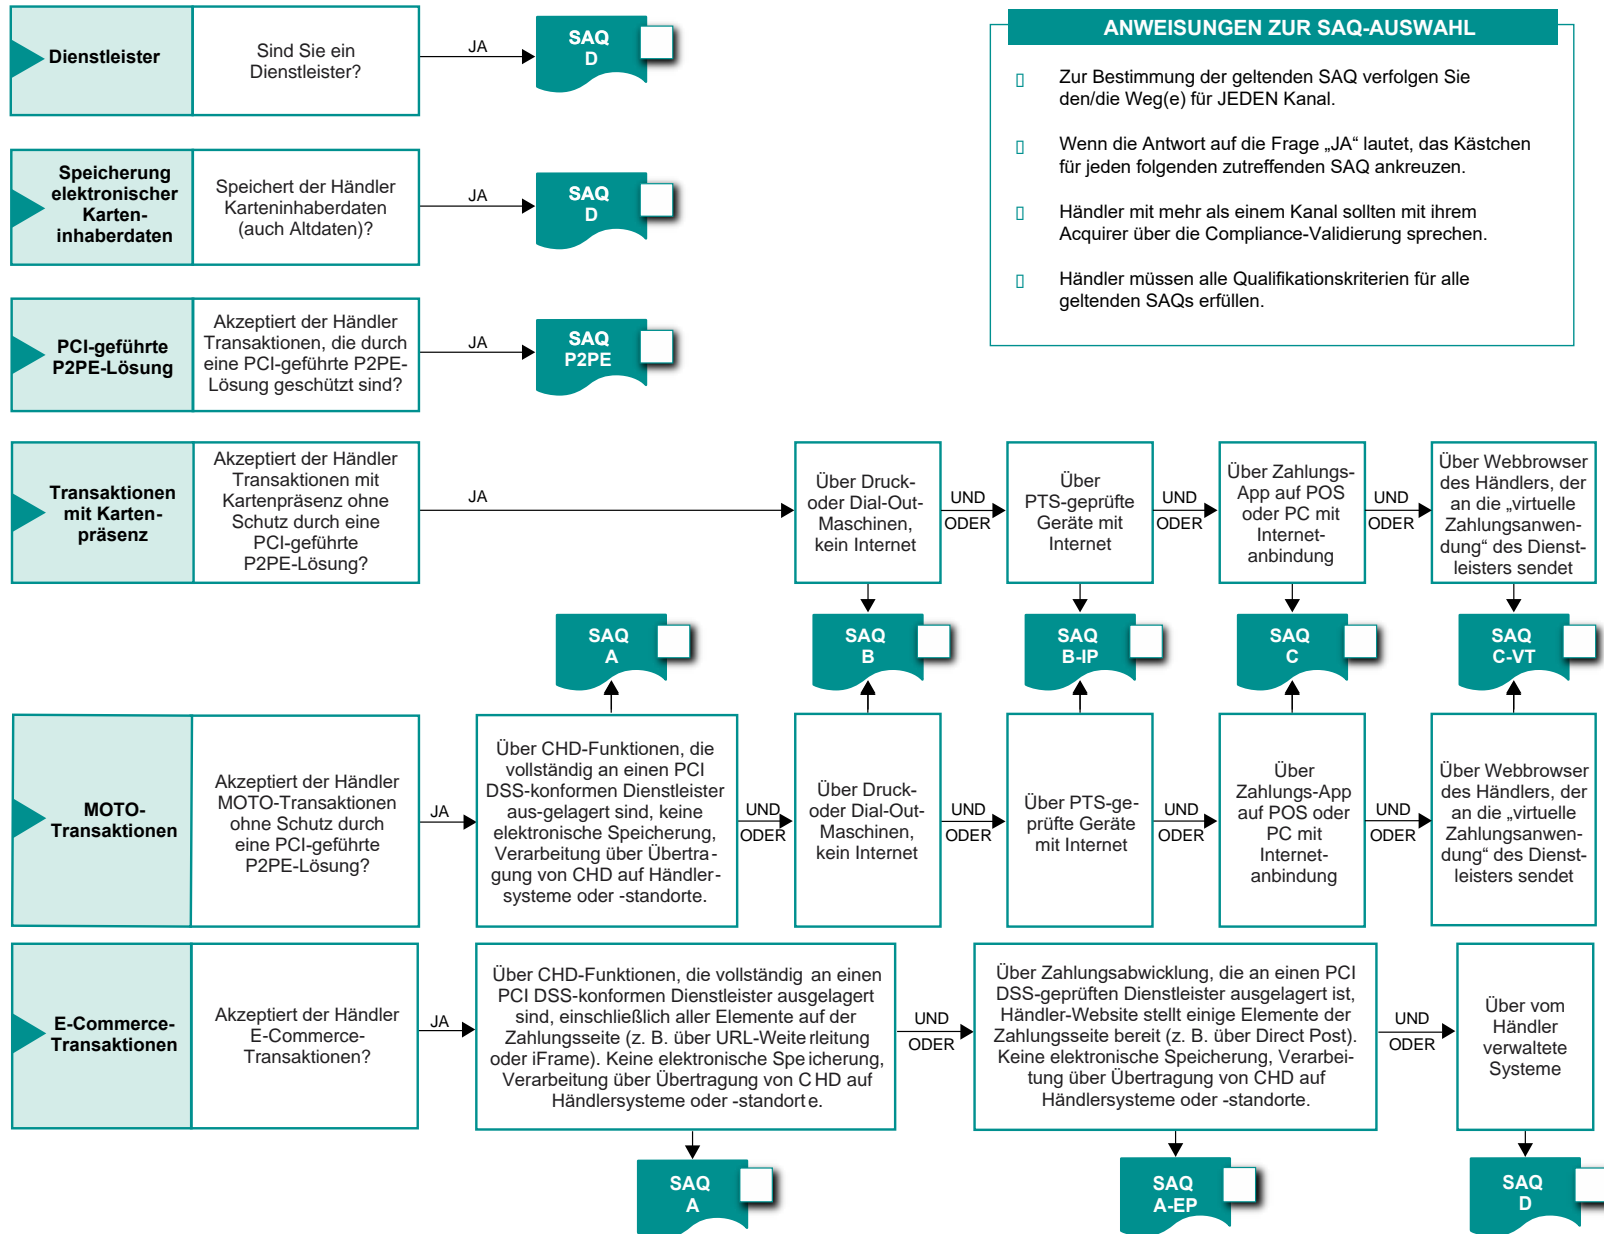 Dienstleister
Sind Sie ein
Dienstleister?
JA
SAQ
D
ANWEISUNGEN ZUR SAQ-AUSWAHL
Zur Bestimmung der geltenden SAQ verfolgen Sie
den/die Weg(e) für JEDEN Kanal.
Wenn die Antwort auf die Frage „JA“ lautet, das Kästchen
für jeden folgenden zutreffenden SAQ ankreuzen.
Händler mit mehr als einem Kanal sollten mit ihrem
Acquirer über die Compliance-Validierung sprechen.
Händler müssen alle Qualifikationskriterien für alle
geltenden SAQs erfüllen.
Speicherung
elektronischer
Karten-
inhaberdaten
Speichert der Händler
Karteninhaberdaten
(auch Altdaten)?
JA
SAQ
D
PCI-geführte
P2PE-Lösung
Akzeptiert der Händler
Transaktionen, die durch
eine PCI-geführte P2PE-
Lösung geschützt sind?
JA
SAQ
P2PE
Transaktionen
mit Karten-
präsenz
Akzeptiert der Händler
Transaktionen mit
Kartenpräsenz ohne
Schutz durch eine
PCI-geführte
P2PE-Lösung?
JA
Über Druck-
oder Dial-Out-
Maschinen,
kein Internet
UND
ODER
Über
PTS-geprüfte
Geräte mit
Internet
UND
ODER
Über Zahlungs-
App auf POS
oder PC mit
Internet-
anbindung
UND
ODER
Über Webbrowser
des Händlers, der
an die „virtuelle
Zahlungsanwen-
dung“ des Dienst-
leisters sendet
SAQ
A
SAQ
B
SAQ
B-IP
SAQ
C
SAQ
C-VT
MOTO-
Transaktionen
Akzeptiert der Händler
MOTO-Transaktionen
ohne Schutz durch
eine PCI-geführte
P2PE-Lösung?
JA
Über CHD-Funktionen, die
vollständig an einen PCI
DSS-konformen Dienstleister
aus-gelagert sind, keine
elektronische Speicherung,
Verarbeitung über Übertra-
gung von CHD auf Händler-
systeme oder -standorte.
UND
ODER
Über Druck-
oder Dial-Out-
Maschinen,
kein Internet
UND
ODER
Über PTS-ge-
prüfte Geräte
mit Internet
UND
ODER
Über
Zahlungs-App
auf POS oder
PC mit
Internet-
anbindung
UND
ODER
Über Webbrowser
des Händlers, der
an die „virtuelle
Zahlungsanwen-
dung“ des Dienst-
leisters sendet
E-Commerce-
Transaktionen
Akzeptiert der Händler
E-Commerce-
Transaktionen?
JA
Über CHD-Funktionen, die vollständig an einen
PCI DSS-konformen Dienstleister ausgelagert
sind, einschließlich aller Elemente auf der
Zahlungsseite (z. B. über URL-Weite rleitung
oder iFrame). Keine elektronische Spe icherung,
Verarbeitung über Übertragung von C HD auf
Händlersysteme oder -standort e.
UND
ODER
Über Zahlungsabwicklung, die an einen PCI
DSS-geprüften Dienstleister ausgelagert ist,
Händler-Website stellt einige Elemente der
Zahlungsseite bereit (z. B. über Direct Post).
Keine elektronische Speicherung, Verarbei-
tung über Übertragung von CHD auf
Händlersysteme oder -standorte.
UND
ODER
Über vom
Händler
verwaltete
Systeme
SAQ
A
SAQ
A-EP
SAQ
D